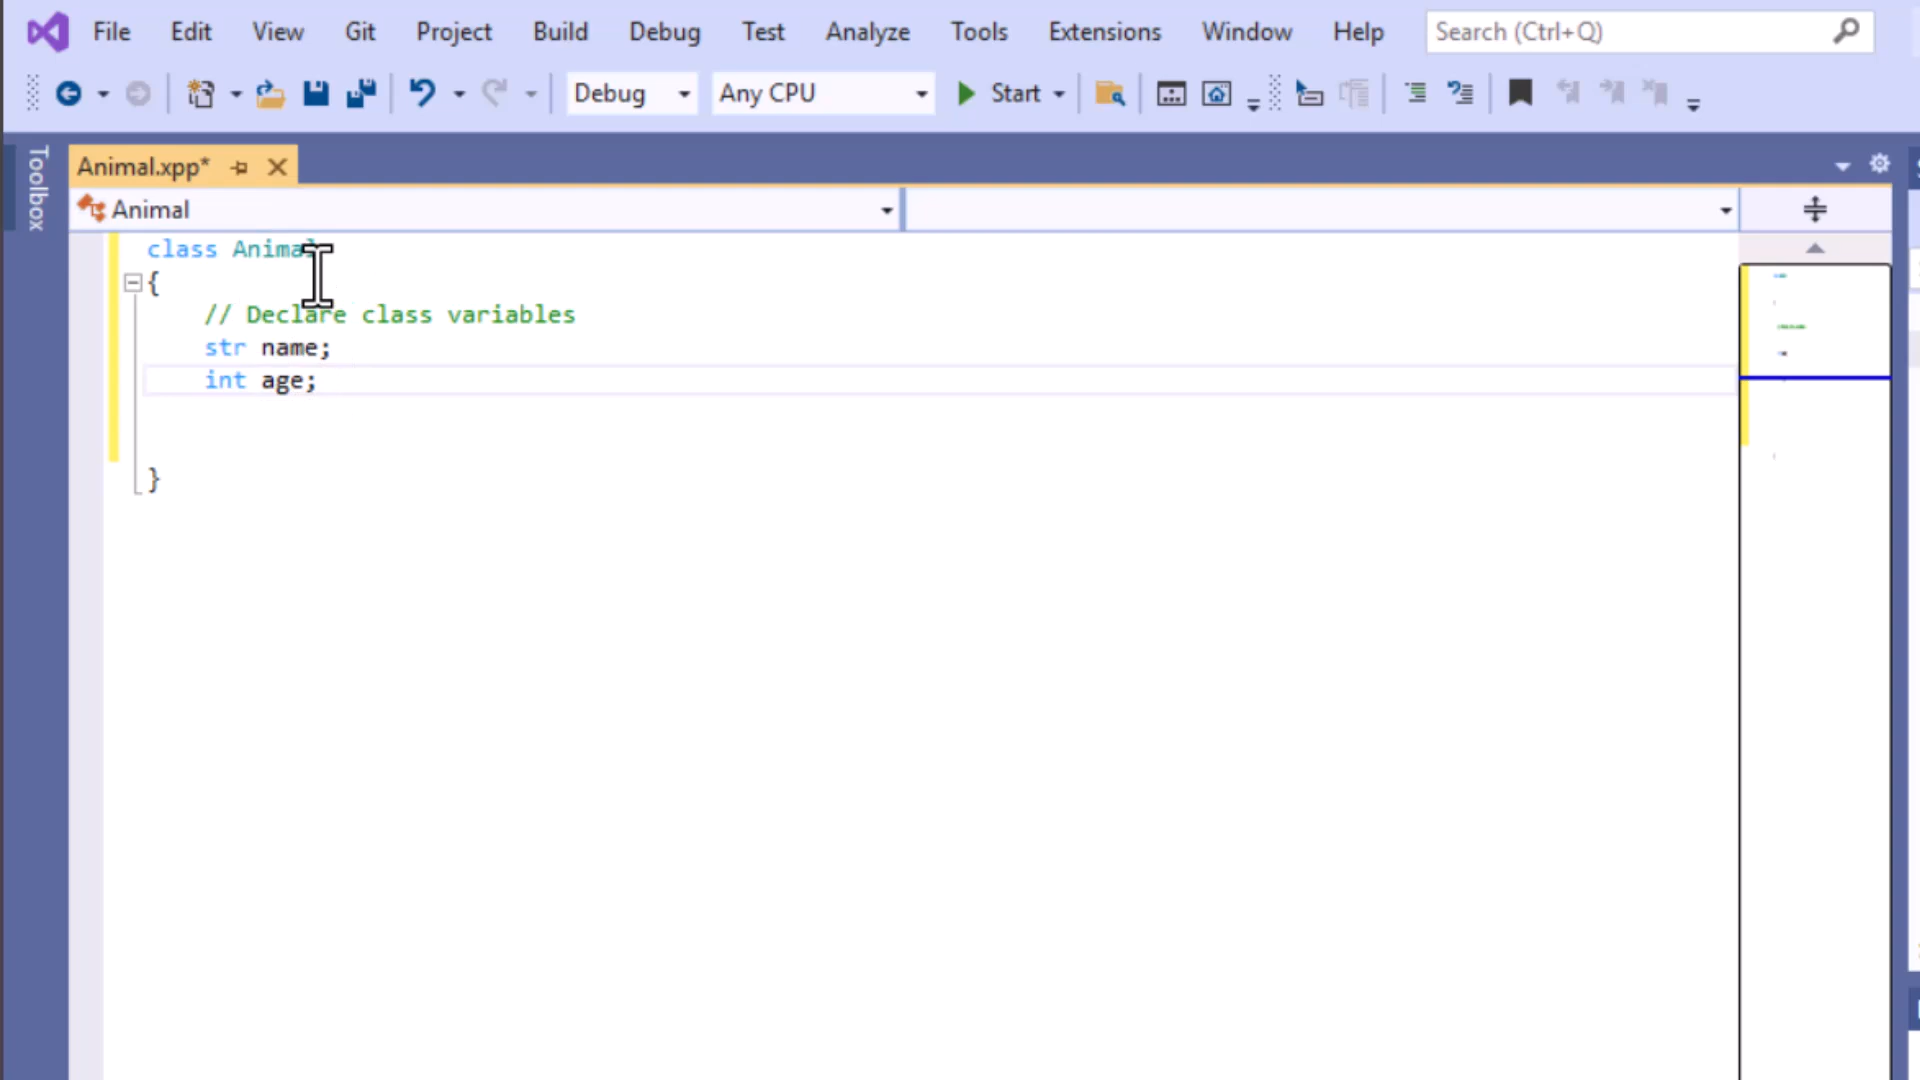 File Edit View Git Project Build Debug Test Analyze Tools Extensions Window Help Search (Ctrl+Q)
Debug Any CPU Start
Toolbox
Animal.xpp*
Animal
class Animal
{
// Declare class variables
str name;
int age;
}